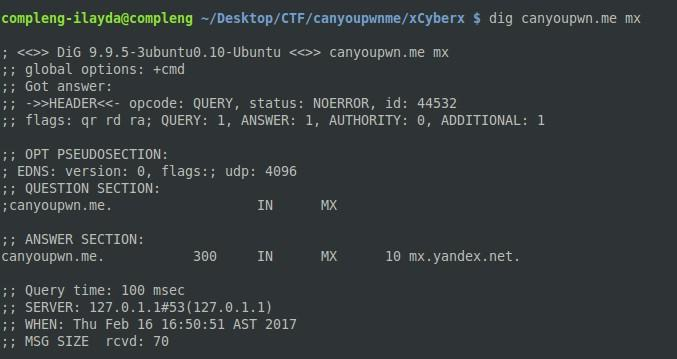 compleng-ilayda@compleng ~/Desktop/CTF/canyoupwnme/xCyberx $ dig canyoupwn.me mx
; <<>> DiG 9.9.5-3ubuntu0.10-Ubuntu <<>> canyoupwn.me mx
;; global options: +cmd
;; Got answer:
;; ->>HEADER<<- opcode: QUERY, status: NOERROR, id: 44532
;; flags: qr rd ra; QUERY: 1, ANSWER: 1, AUTHORITY: 0, ADDITIONAL: 1
;; OPT PSEUDOSECTION:
; EDNS: version: 0, flags:; udp: 4096
;; QUESTION SECTION:
;canyoupwn.me. IN MX
;; ANSWER SECTION:
canyoupwn.me. 300 IN MX 10 mx.yandex.net.
;; Query time: 100 msec
;; SERVER: 127.0.1.1#53(127.0.1.1)
;; WHEN: Thu Feb 16 16:50:51 AST 2017
;; MSG SIZE rcvd: 70